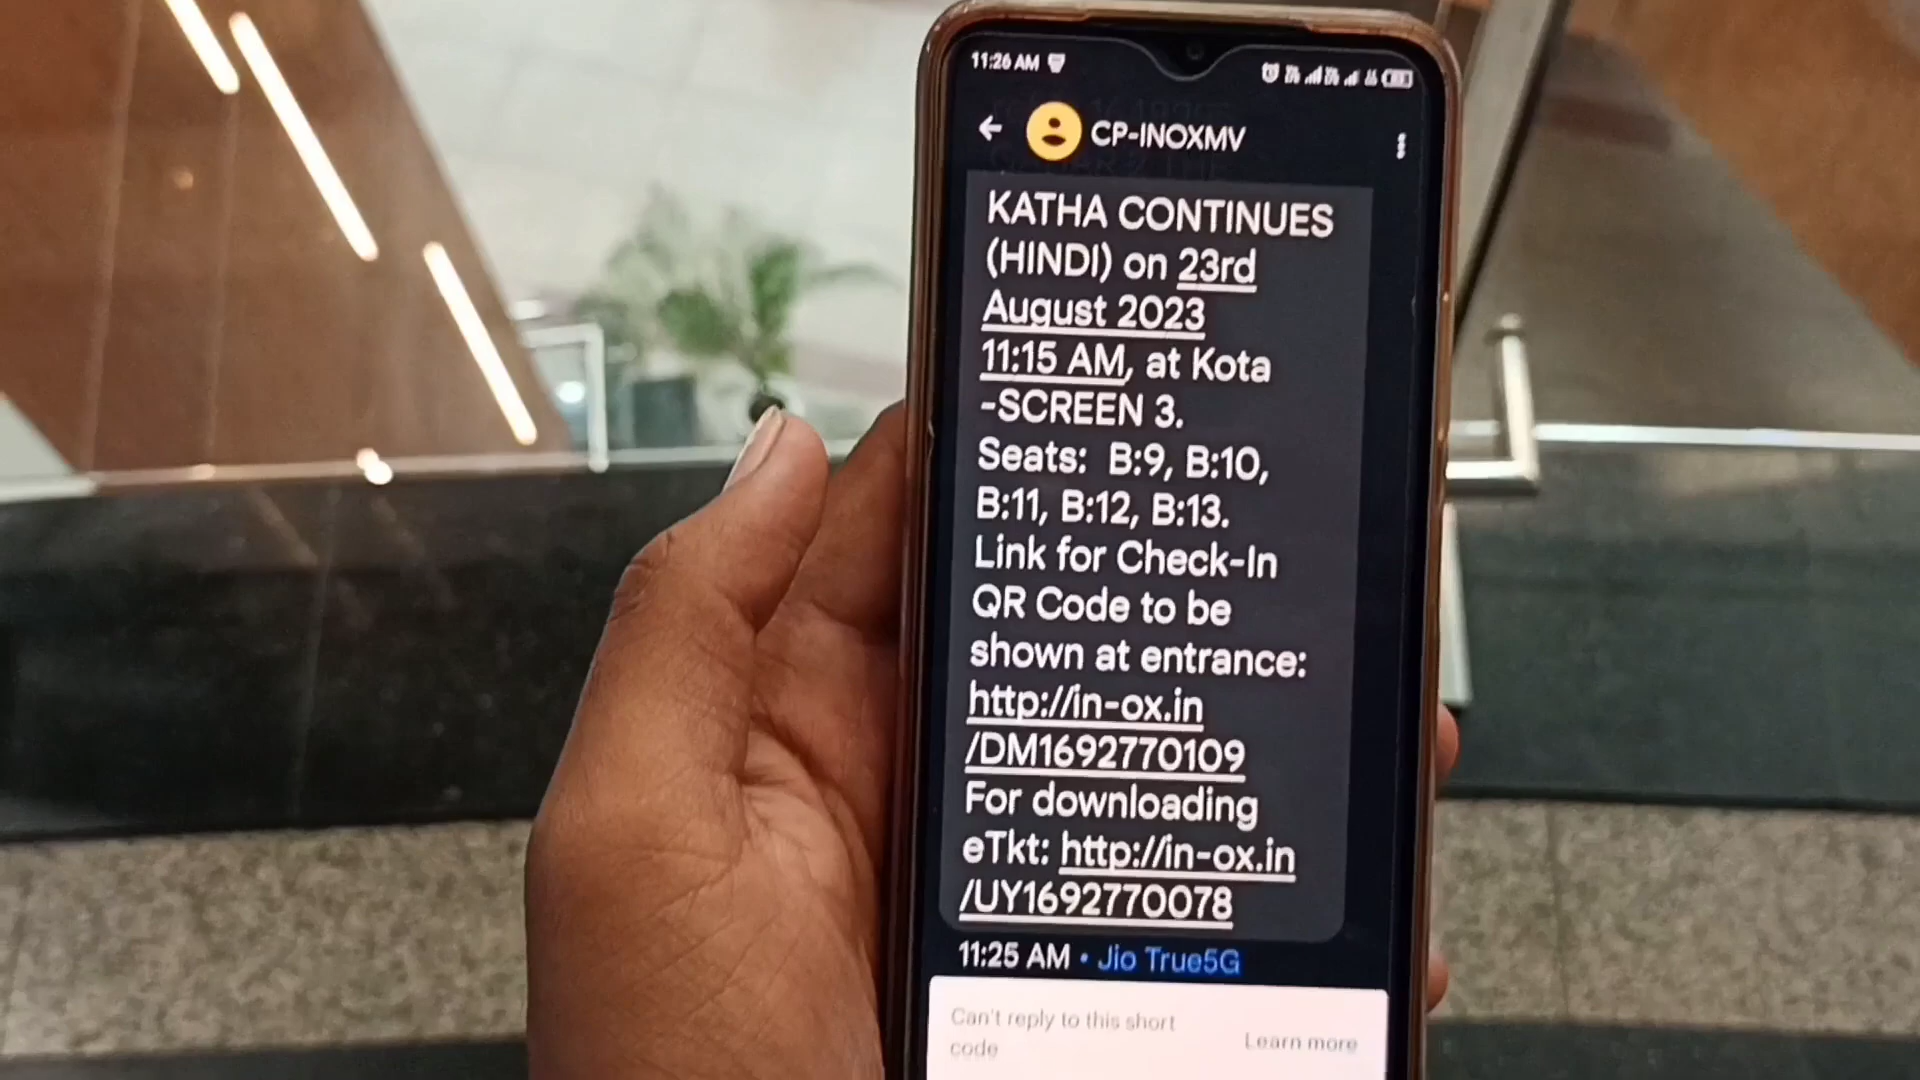 11:26 AM
CP-INOXMV
KATHA CONTINUES
(HINDI) on 23rd
August 2023
11:15 AM, at Kota
-SCREEN 3.
Seats:  B:9, B:10,
B:11, B:12, B:13.
Link for Check-In
QR Code to be
shown at entrance:
http://in-ox.in
/DM1692770109
For downloading
eTkt: http://in-ox.in
/UY1692770078
11:25 AM • Jio True5G
Can't reply to this short
code
Learn more